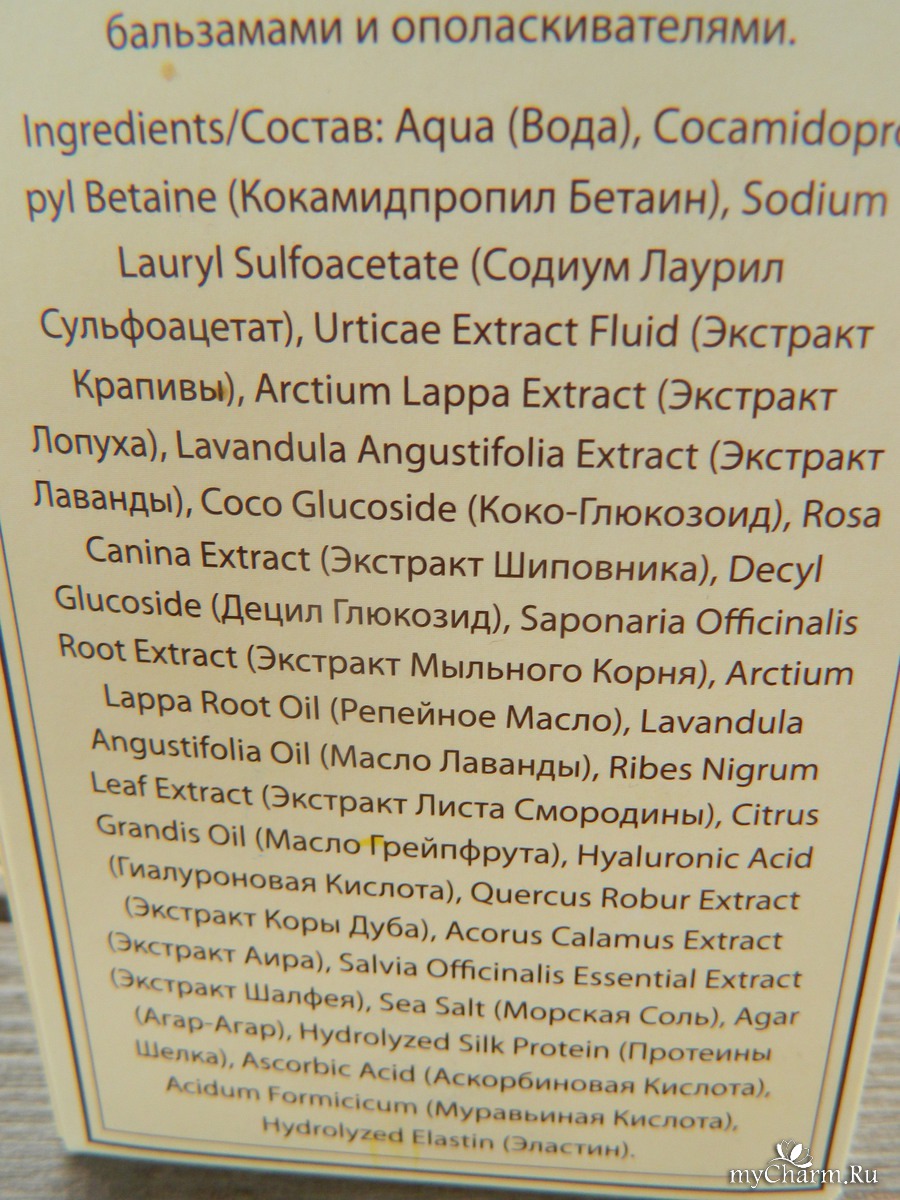 бальзамами и ополаскивателями.
Ingredients/Состав: Aqua (Вода), Cocamidopro
pyl Betaine (Кокамидпропил Бетаин), Sodium
Lauryl Sulfoacetate (Содиум Лаурил
Сульфоацетат), Urticae Extract Fluid (Экстракт
Крапивы), Arctium Lappa Extract (Экстракт
Лопуха), Lavandula Angustifolia Extract (Экстракт
Лаванды), Coco Glucoside (Коко-Глюкозоид), Rosa
Canina Extract (Экстракт Шиповника), Decyl
Glucoside (Децил Глюкозид), Saponaria Officinalis
Root Extract (Экстракт Мыльного Корня), Arctium
Lappa Root Oil (Репейное Масло), Lavandula
Angustifolia Oil (Масло Лаванды), Ribes Nigrum
Leaf Extract (Экстракт Листа Смородины), Citrus
Grandis Oil (Масло Грейпфрута), Hyaluronic Acid
(Гиалуроновая Кислота), Quercus Robur Extract
(Экстракт Коры Дуба), Acorus Calamus Extract
(Экстракт Аира), Salvia Officinalis Essential Extract
(Экстракт Шалфея), Sea Salt (Морская Соль), Agar
(Агар-Агар), Hydrolyzed Silk Protein (Протеины
Шелка), Ascorbic Acid (Аскорбиновая Кислота),
Acidum Formicicum (Муравьиная Кислота),
Hydrolyzed Elastin (Эластин).
myCharm.Ru